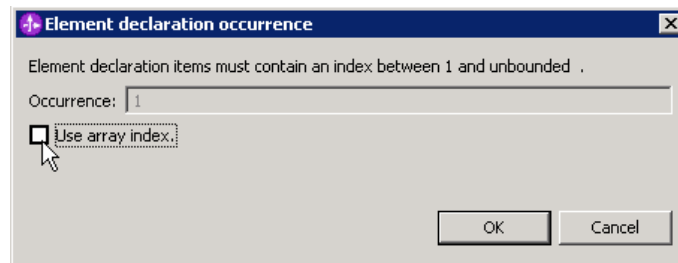 Element declaration occurrence
Element declaration items must contain an index between 1 and unbounded .
Occurrence: 1
Use array index.
OK Cancel